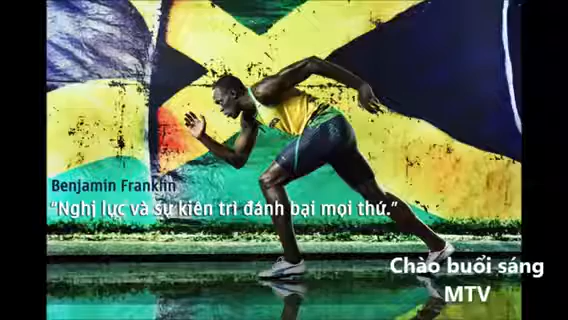 Benjamin Franklin
“Nghị lực và sự kiên trì đánh bại mọi thứ.”
Chào buổi sáng
MTV